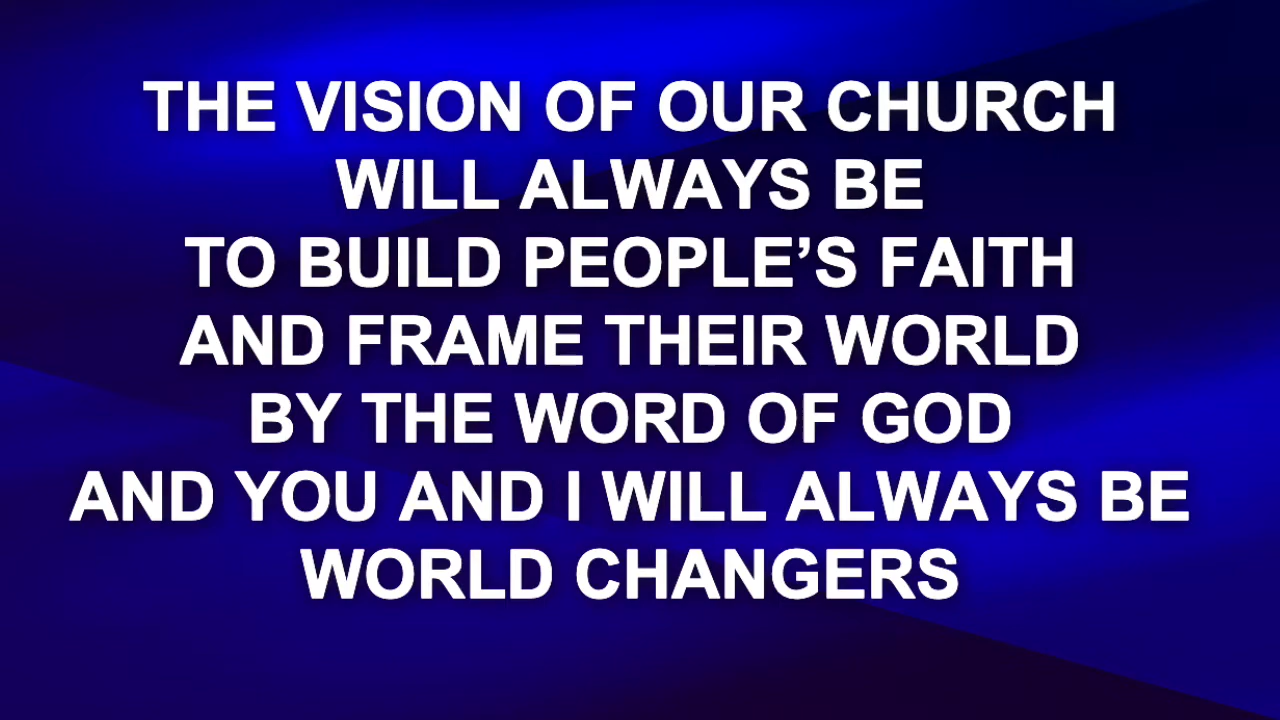 THE VISION OF OUR CHURCH
WILL ALWAYS BE
TO BUILD PEOPLE’S FAITH
AND FRAME THEIR WORLD
BY THE WORD OF GOD
AND YOU AND I WILL ALWAYS BE
WORLD CHANGERS